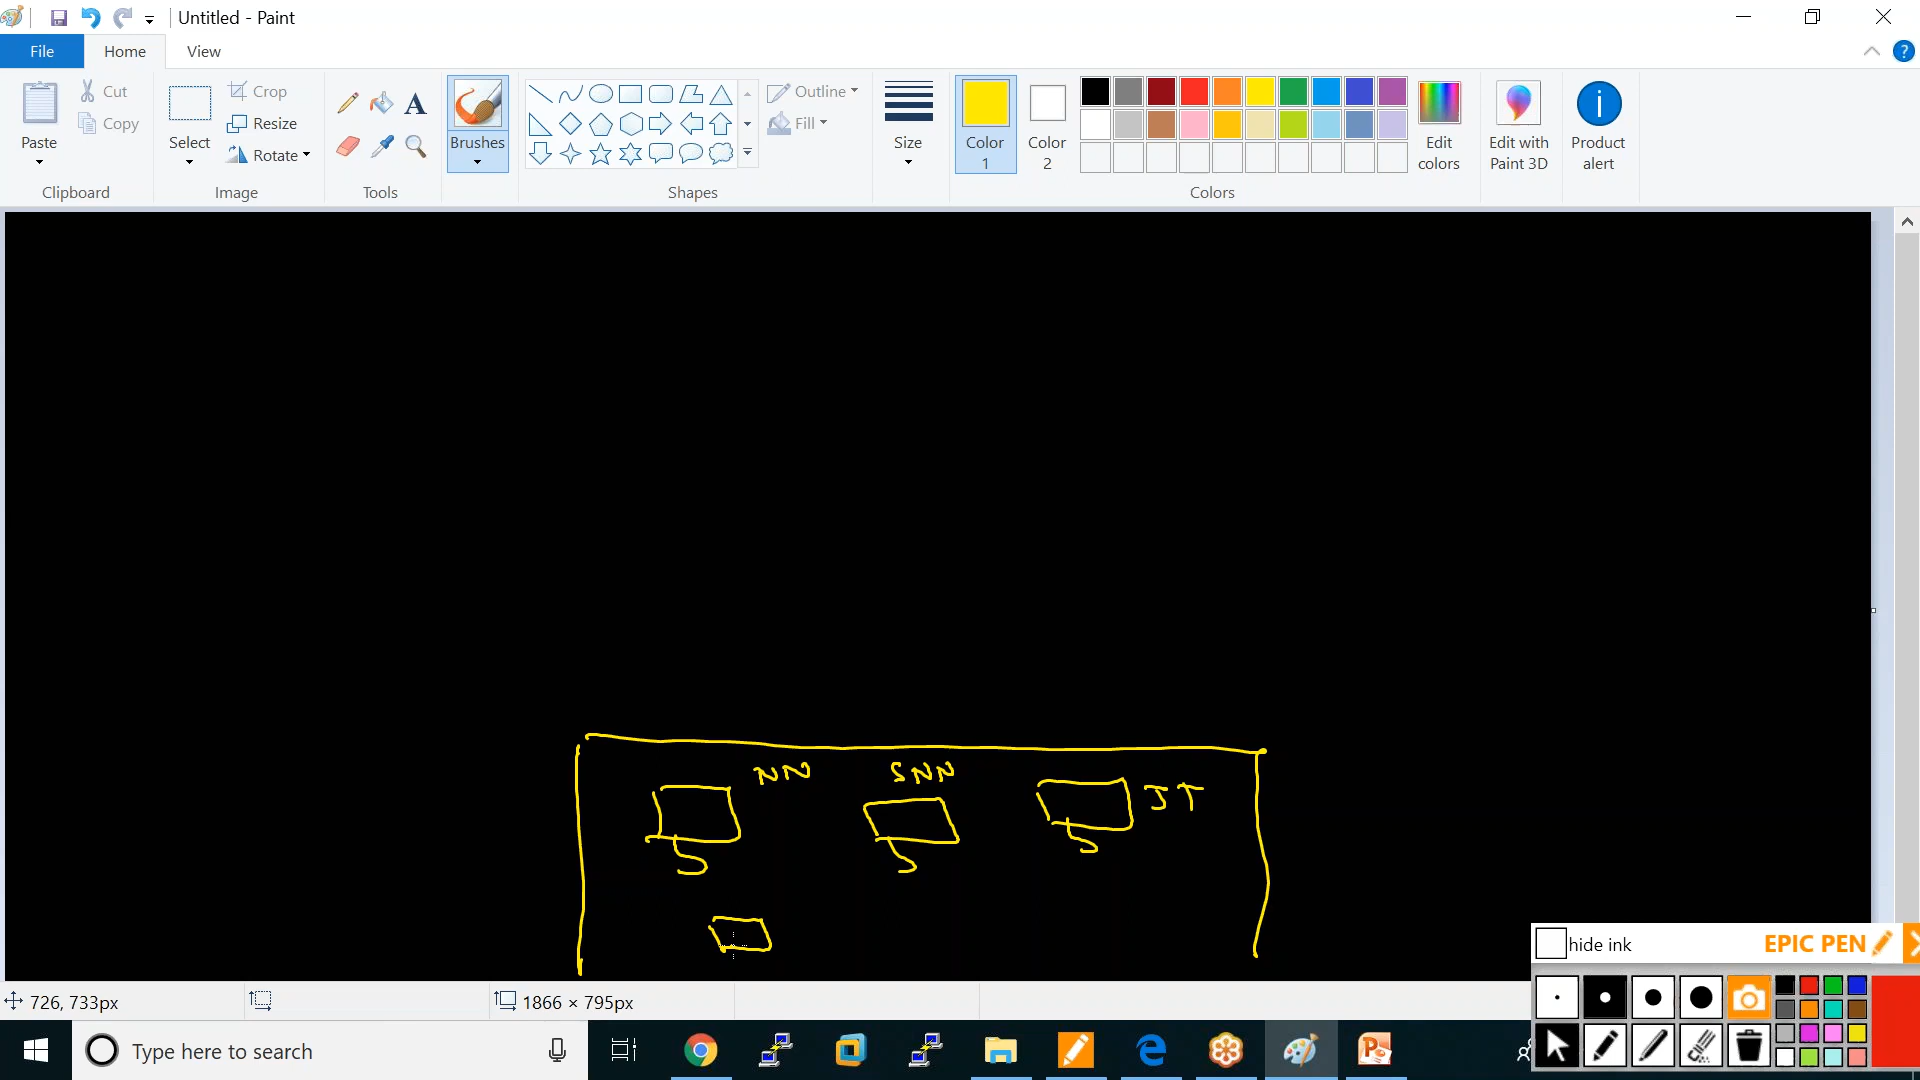 Untitled - Paint
File Home View
Paste Cut Copy Select Crop Resize Rotate Brushes Outline Fill Size Color 1 Color 2 Edit colors Edit with Paint 3D Product alert
Clipboard Image Tools Shapes Colors
NN SNN JT
hide ink EPIC PEN
726, 733px 1866 × 795px
Type here to search